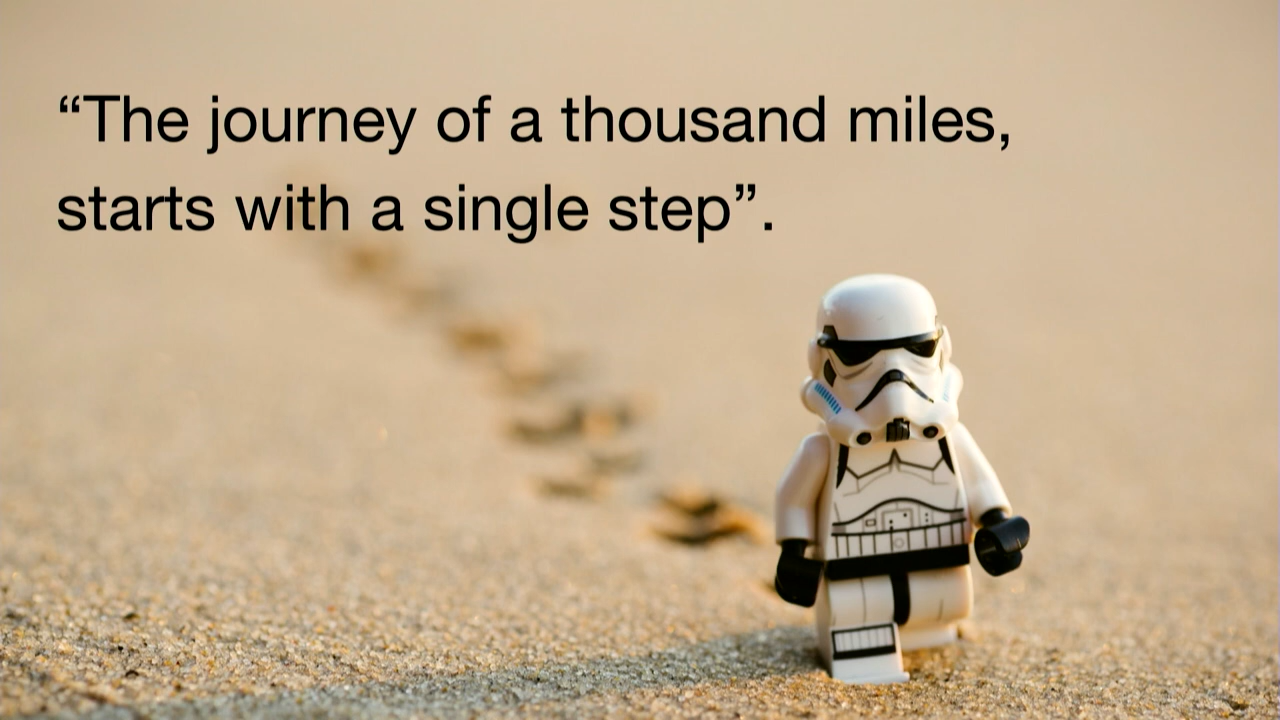 “The journey of a thousand miles,
starts with a single step”.